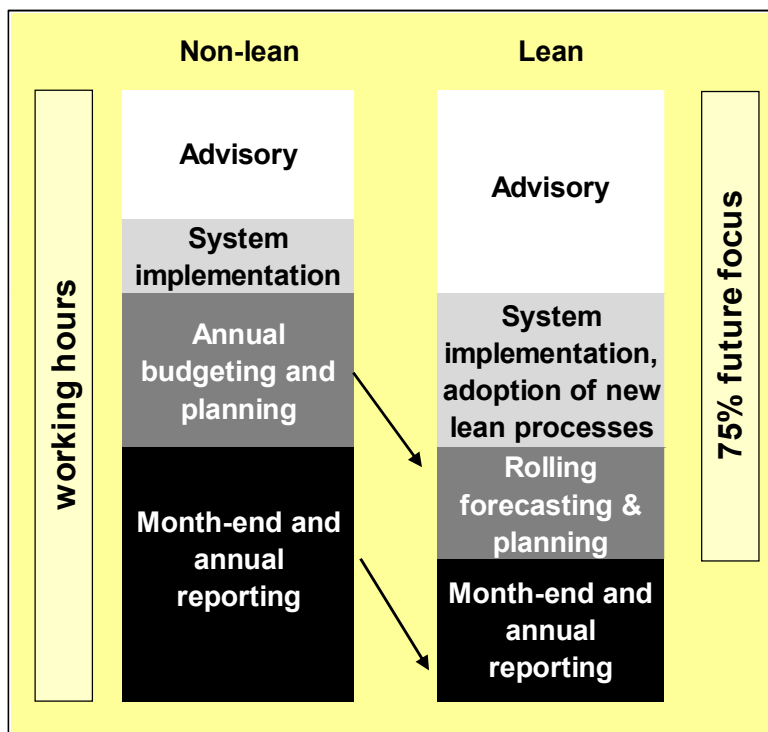 Non-lean
Lean
working hours
Advisory
System
implementation
Annual
budgeting and
planning
Month-end and
annual
reporting
Advisory
System
implementation,
adoption of new
lean processes
Rolling
forecasting &
planning
Month-end and
annual
reporting
75% future focus